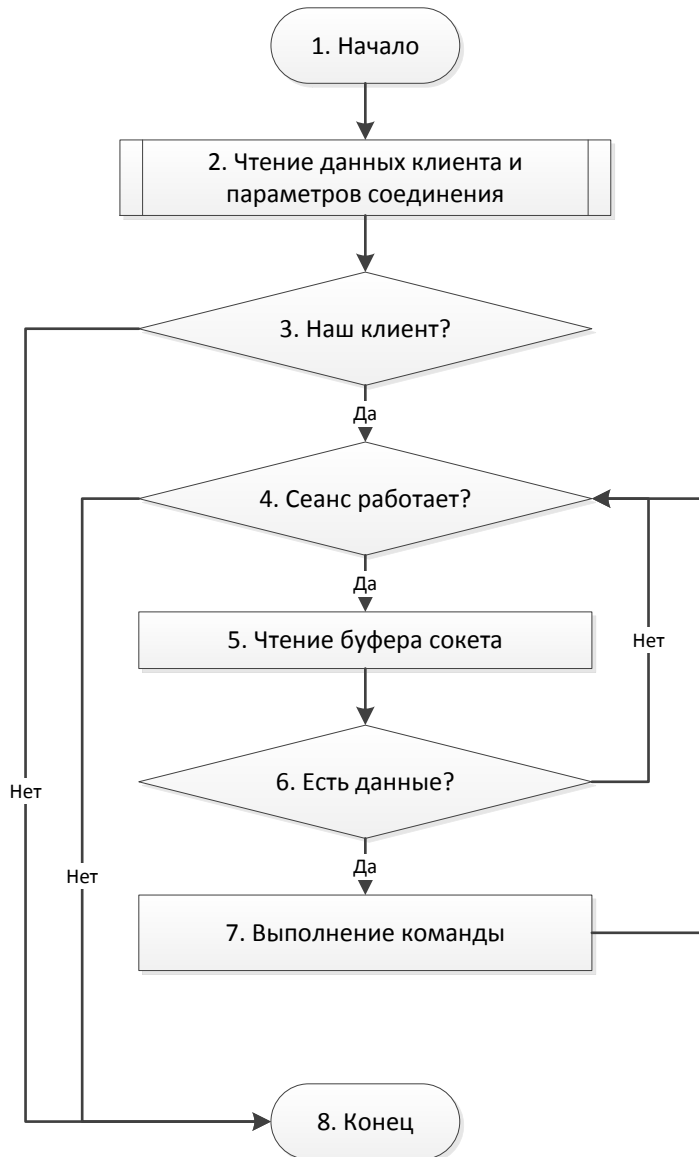 1. Начало
2. Чтение данных клиента и
параметров соединения
3. Наш клиент?
Да
4. Сеанс работает?
Да
5. Чтение буфера сокета
Нет
6. Есть данные?
Нет
Да
Нет
7. Выполнение команды
8. Конец